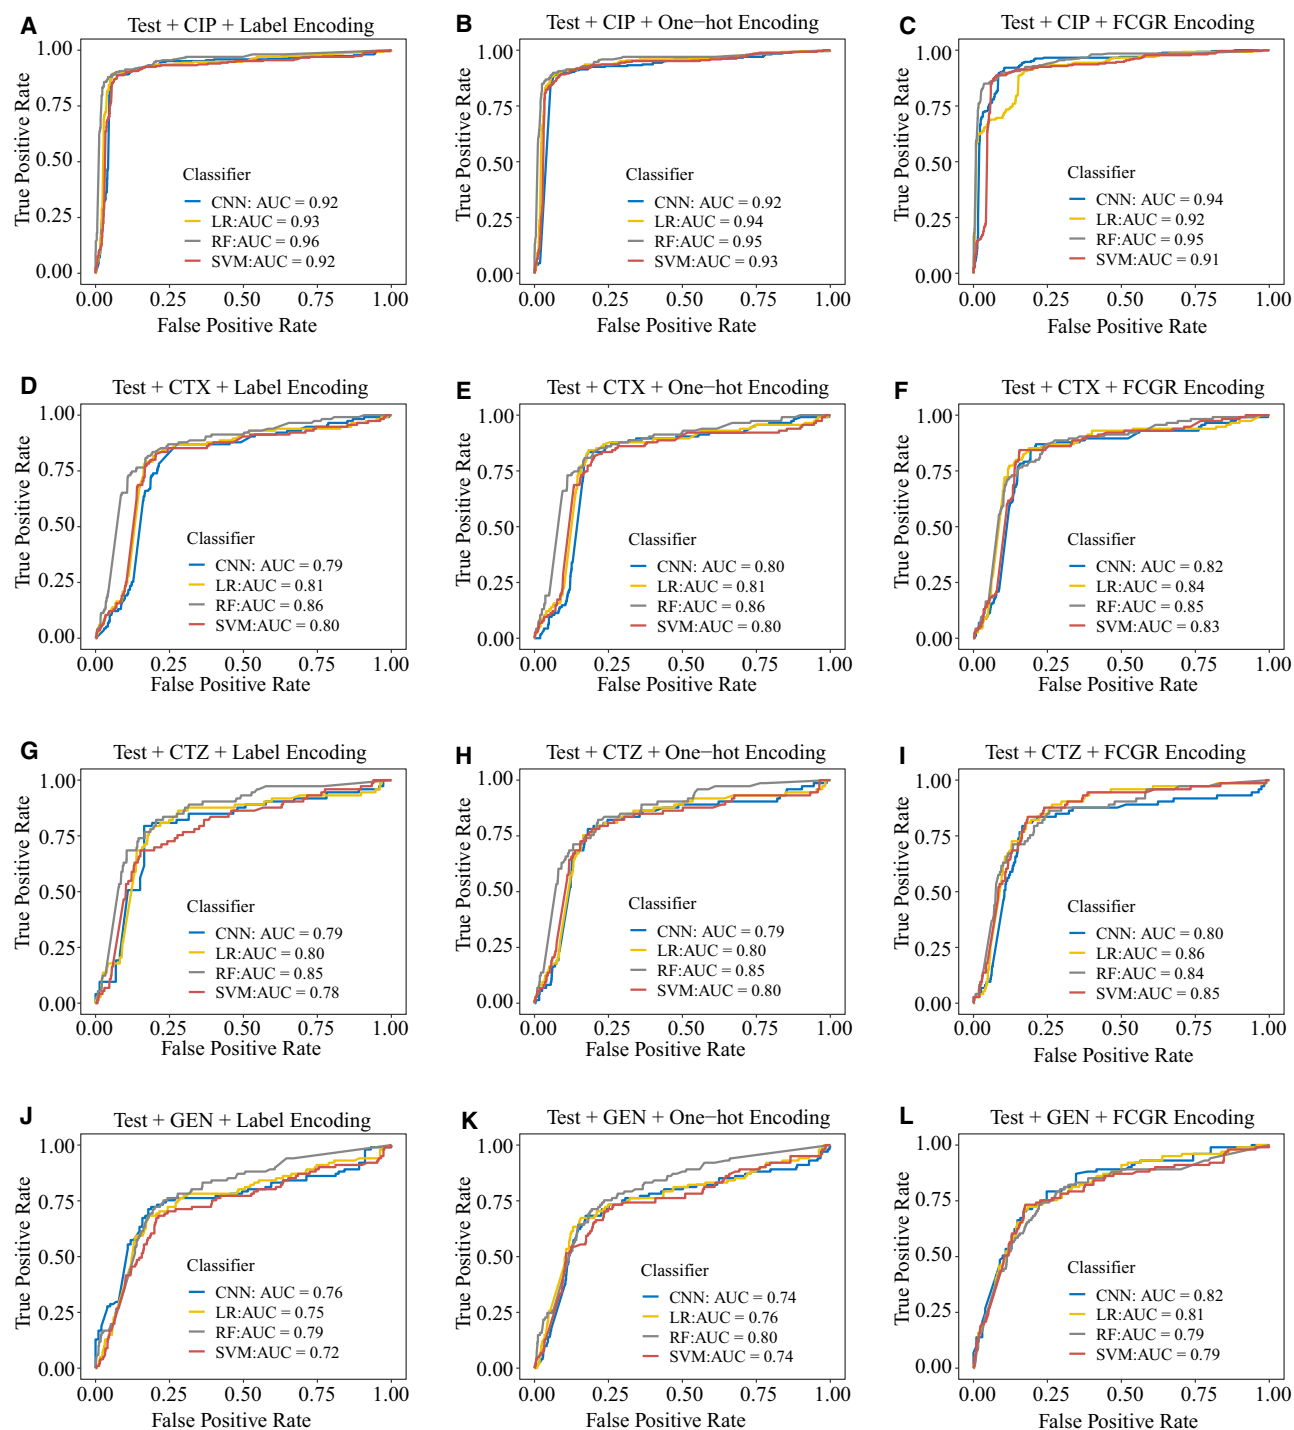 A
Test + CIP + Label Encoding
True Positive Rate
1.00
0.75
0.50
0.25
0.00
Classifier
CNN: AUC = 0.92
LR:AUC = 0.93
RF:AUC = 0.96
SVM:AUC = 0.92
0.00 0.25 0.50 0.75 1.00
False Positive Rate
B
Test + CIP + One−hot Encoding
True Positive Rate
1.00
0.75
0.50
0.25
0.00
Classifier
CNN: AUC = 0.92
LR:AUC = 0.94
RF:AUC = 0.95
SVM:AUC = 0.93
0.00 0.25 0.50 0.75 1.00
False Positive Rate
C
Test + CIP + FCGR Encoding
True Positive Rate
1.00
0.75
0.50
0.25
0.00
Classifier
CNN: AUC = 0.94
LR:AUC = 0.92
RF:AUC = 0.95
SVM:AUC = 0.91
0.00 0.25 0.50 0.75 1.00
False Positive Rate
D
Test + CTX + Label Encoding
True Positive Rate
1.00
0.75
0.50
0.25
0.00
Classifier
CNN: AUC = 0.79
LR:AUC = 0.81
RF:AUC = 0.86
SVM:AUC = 0.80
0.00 0.25 0.50 0.75 1.00
False Positive Rate
E
Test + CTX + One−hot Encoding
True Positive Rate
1.00
0.75
0.50
0.25
0.00
Classifier
CNN: AUC = 0.80
LR:AUC = 0.81
RF:AUC = 0.86
SVM:AUC = 0.80
0.00 0.25 0.50 0.75 1.00
False Positive Rate
F
Test + CTX + FCGR Encoding
True Positive Rate
1.00
0.75
0.50
0.25
0.00
Classifier
CNN: AUC = 0.82
LR:AUC = 0.84
RF:AUC = 0.85
SVM:AUC = 0.83
0.00 0.25 0.50 0.75 1.00
False Positive Rate
G
Test + CTZ + Label Encoding
True Positive Rate
1.00
0.75
0.50
0.25
0.00
Classifier
CNN: AUC = 0.79
LR:AUC = 0.80
RF:AUC = 0.85
SVM:AUC = 0.78
0.00 0.25 0.50 0.75 1.00
False Positive Rate
H
Test + CTZ + One−hot Encoding
True Positive Rate
1.00
0.75
0.50
0.25
0.00
Classifier
CNN: AUC = 0.79
LR:AUC = 0.80
RF:AUC = 0.85
SVM:AUC = 0.80
0.00 0.25 0.50 0.75 1.00
False Positive Rate
I
Test + CTZ + FCGR Encoding
True Positive Rate
1.00
0.75
0.50
0.25
0.00
Classifier
CNN: AUC = 0.80
LR:AUC = 0.86
RF:AUC = 0.84
SVM:AUC = 0.85
0.00 0.25 0.50 0.75 1.00
False Positive Rate
J
Test + GEN + Label Encoding
True Positive Rate
1.00
0.75
0.50
0.25
0.00
Classifier
CNN: AUC = 0.76
LR:AUC = 0.75
RF:AUC = 0.79
SVM:AUC = 0.72
0.00 0.25 0.50 0.75 1.00
False Positive Rate
K
Test + GEN + One−hot Encoding
True Positive Rate
1.00
0.75
0.50
0.25
0.00
Classifier
CNN: AUC = 0.74
LR:AUC = 0.76
RF:AUC = 0.80
SVM:AUC = 0.74
0.00 0.25 0.50 0.75 1.00
False Positive Rate
L
Test + GEN + FCGR Encoding
True Positive Rate
1.00
0.75
0.50
0.25
0.00
Classifier
CNN: AUC = 0.82
LR:AUC = 0.81
RF:AUC = 0.79
SVM:AUC = 0.79
0.00 0.25 0.50 0.75 1.00
False Positive Rate